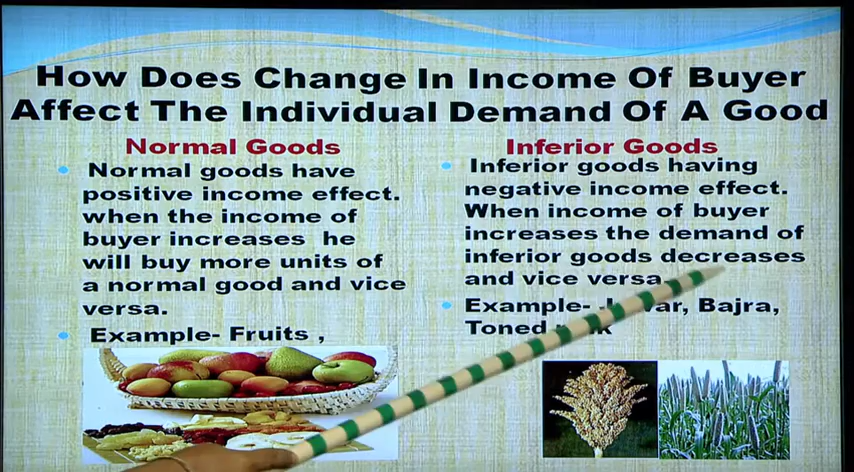 How Does Change In Income Of Buyer
Affect The Individual Demand Of A Good
Normal Goods
Normal goods have
positive income effect.
when the income of
buyer increases he
will buy more units of
a normal good and vice
versa.
Example- Fruits ,
Inferior Goods
Inferior goods having
negative income effect.
When income of buyer
increases the demand of
inferior goods decreases
and vice versa
Example- Bajra,
Toned